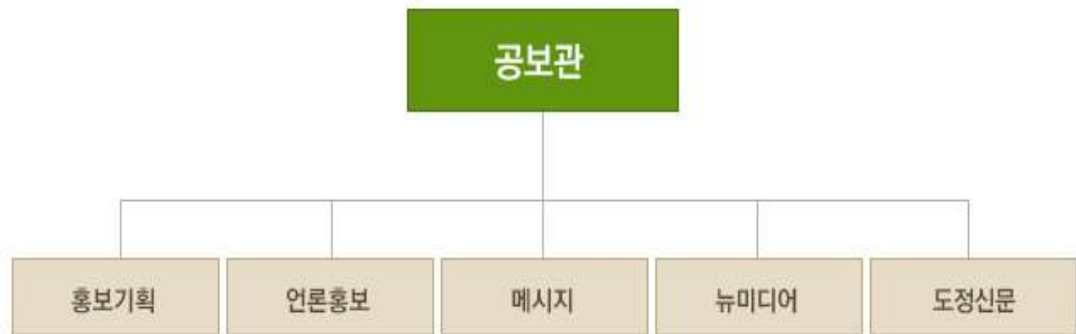 공보관
홍보기획
언론홍보
메시지
뉴미디어
도정신문